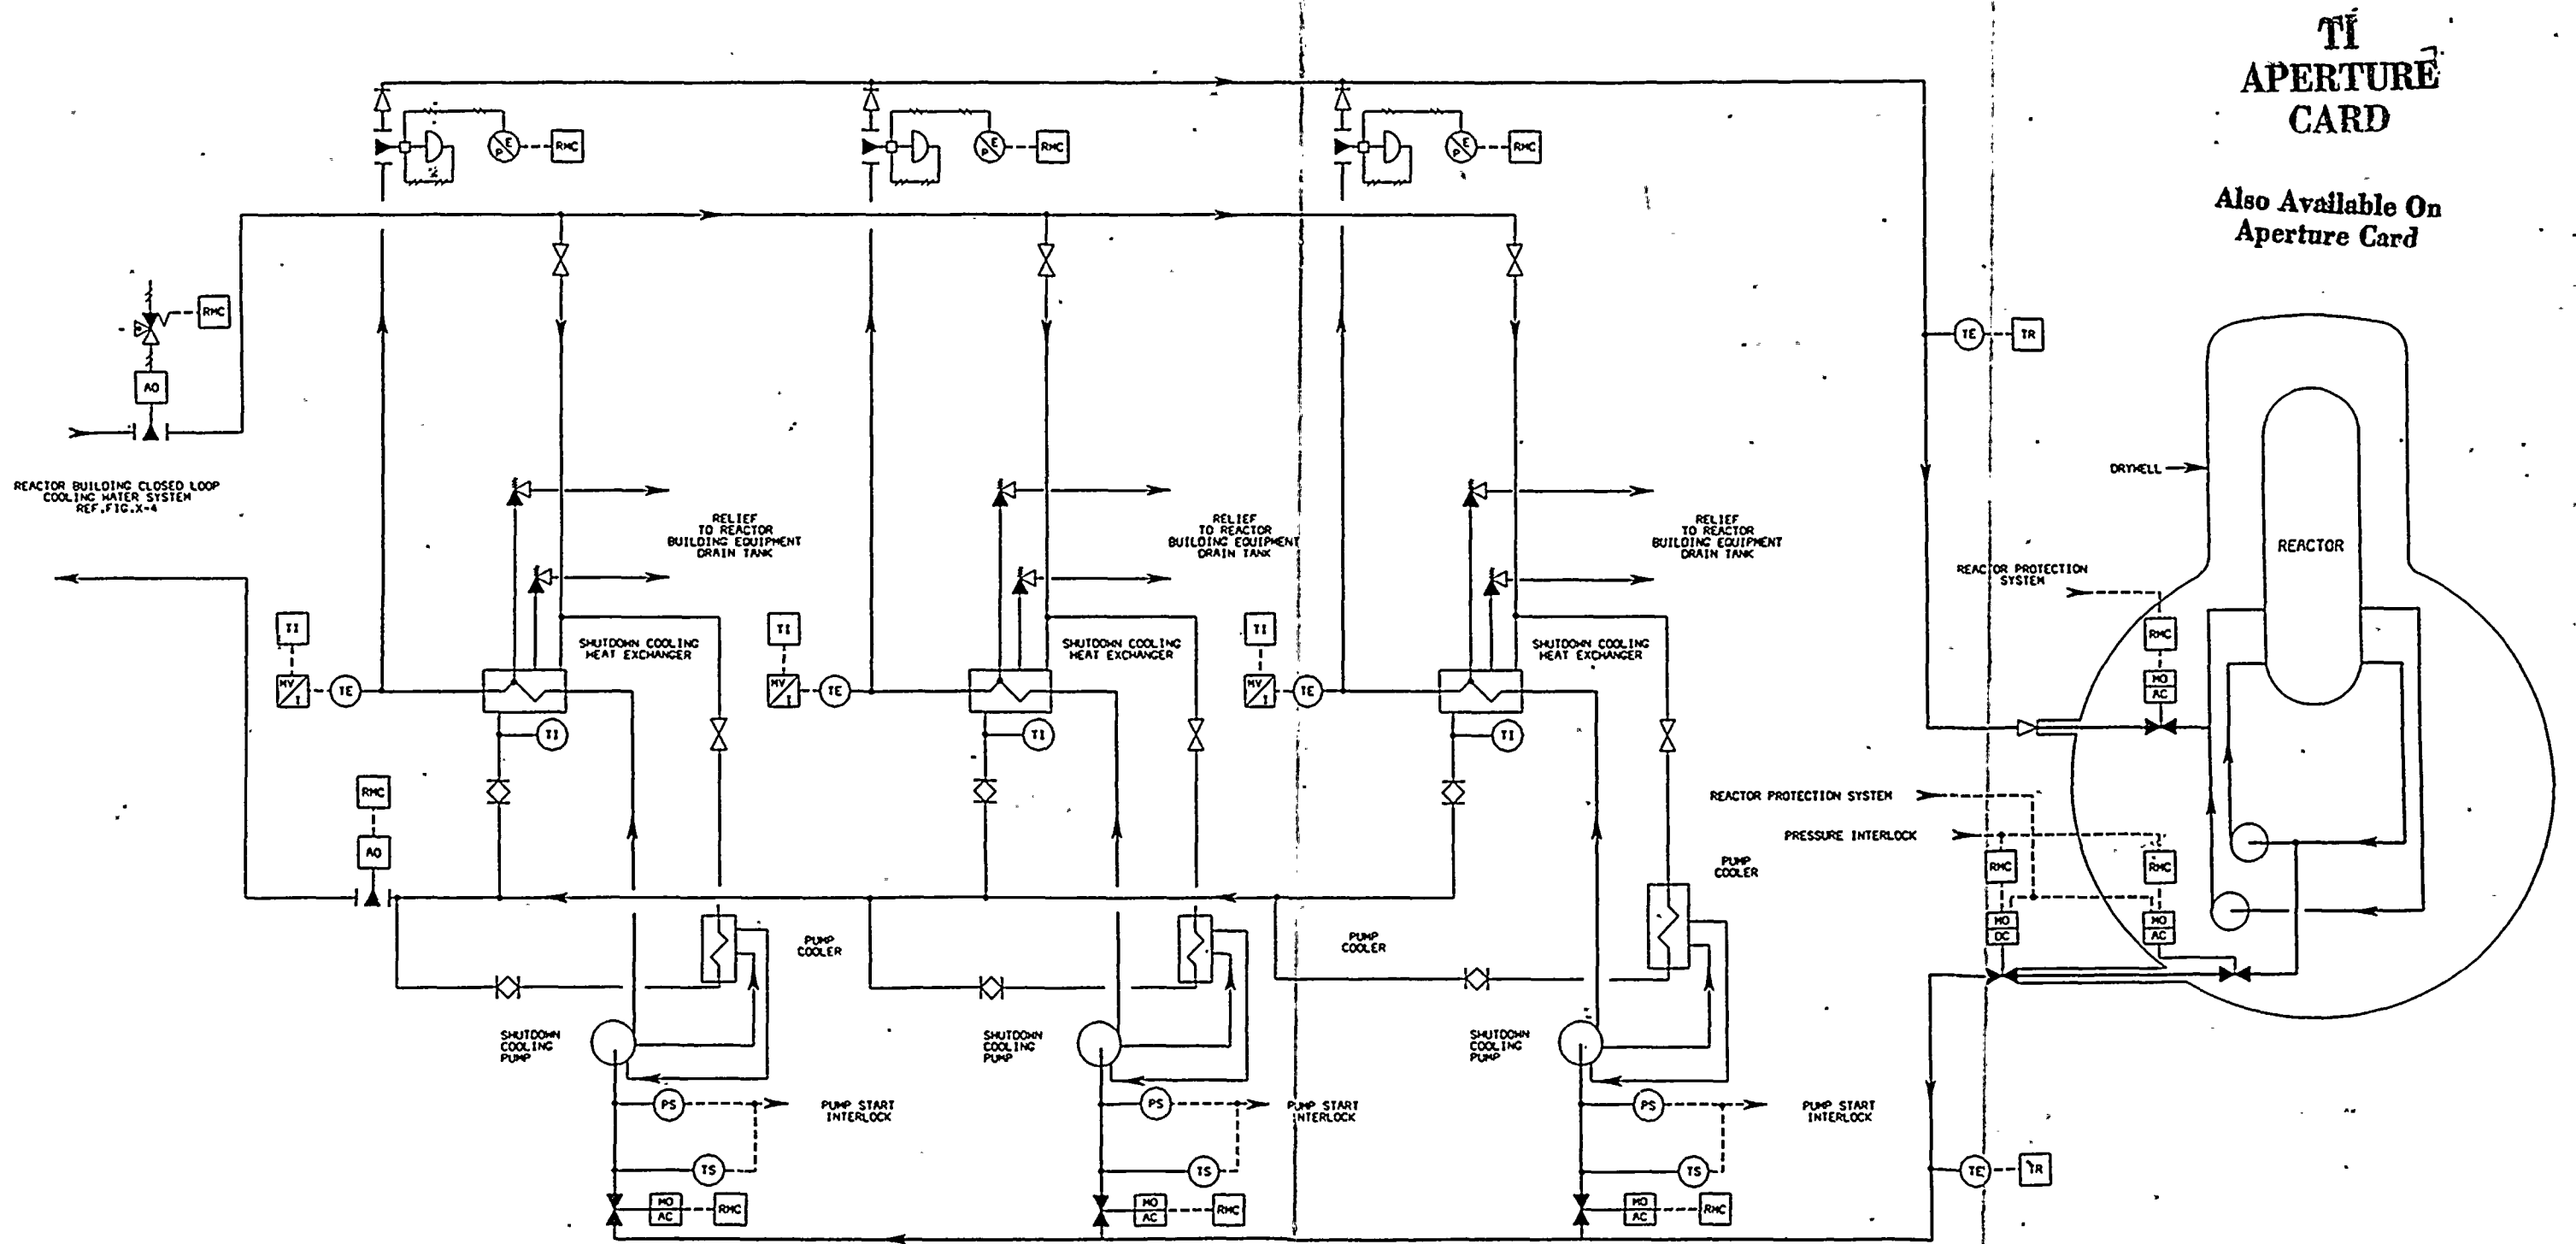 TI
APERTURE
CARD
Also Available On
Aperture Card
E
P
RMC
E
P
RMC
E
P
RMC
RMC
AO
REACTOR BUILDING CLOSED LOOP
COOLING WATER SYSTEM
REF.FIG.X-4
TE
TR
DRYWELL
REACTOR
RELIEF
TO REACTOR
BUILDING EQUIPMENT
DRAIN TANK
RELIEF
TO REACTOR
BUILDING EQUIPMENT
DRAIN TANK
RELIEF
TO REACTOR
BUILDING EQUIPMENT
DRAIN TANK
REACTOR PROTECTION
SYSTEM
RMC
MO
AC
TI
MV
I
TE
SHUTDOWN COOLING
HEAT EXCHANGER
TI
TI
MV
I
TE
SHUTDOWN COOLING
HEAT EXCHANGER
TI
TI
MV
I
TE
SHUTDOWN COOLING
HEAT EXCHANGER
TI
RMC
AO
REACTOR PROTECTION SYSTEM
PRESSURE INTERLOCK
RMC
RMC
MO
DC
MO
AC
PUMP
COOLER
PUMP
COOLER
PUMP
COOLER
SHUTDOWN
COOLING
PUMP
SHUTDOWN
COOLING
PUMP
SHUTDOWN
COOLING
PUMP
PS
PUMP START
INTERLOCK
PS
PUMP START
INTERLOCK
PS
PUMP START
INTERLOCK
TS
TS
TS
TE
TR
MO
AC
RMC
MO
AC
RMC
MO
AC
RMC